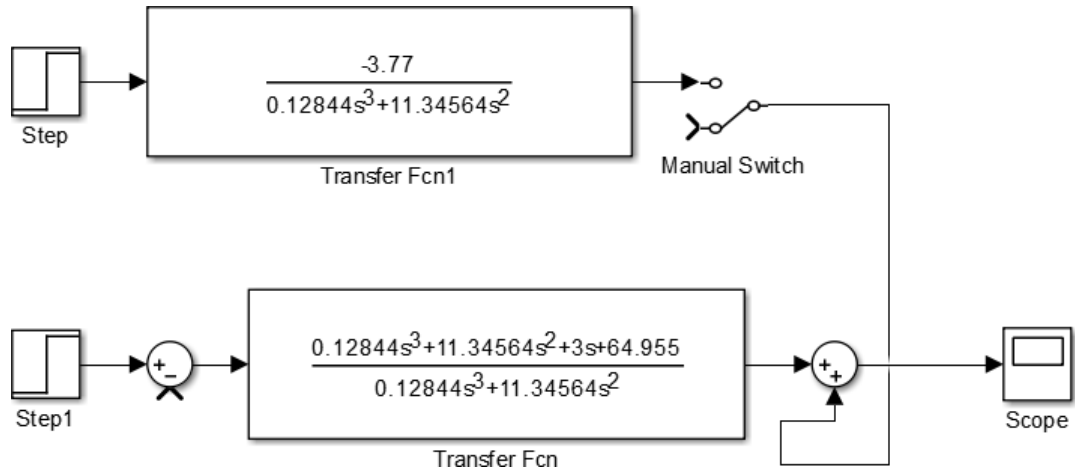 -3.77
0.12844s³+11.34564s²
Step
Transfer Fcn1
Manual Switch
0.12844s³+11.34564s²+3s+64.955
0.12844s³+11.34564s²
Step1
Transfer Fcn
Scope